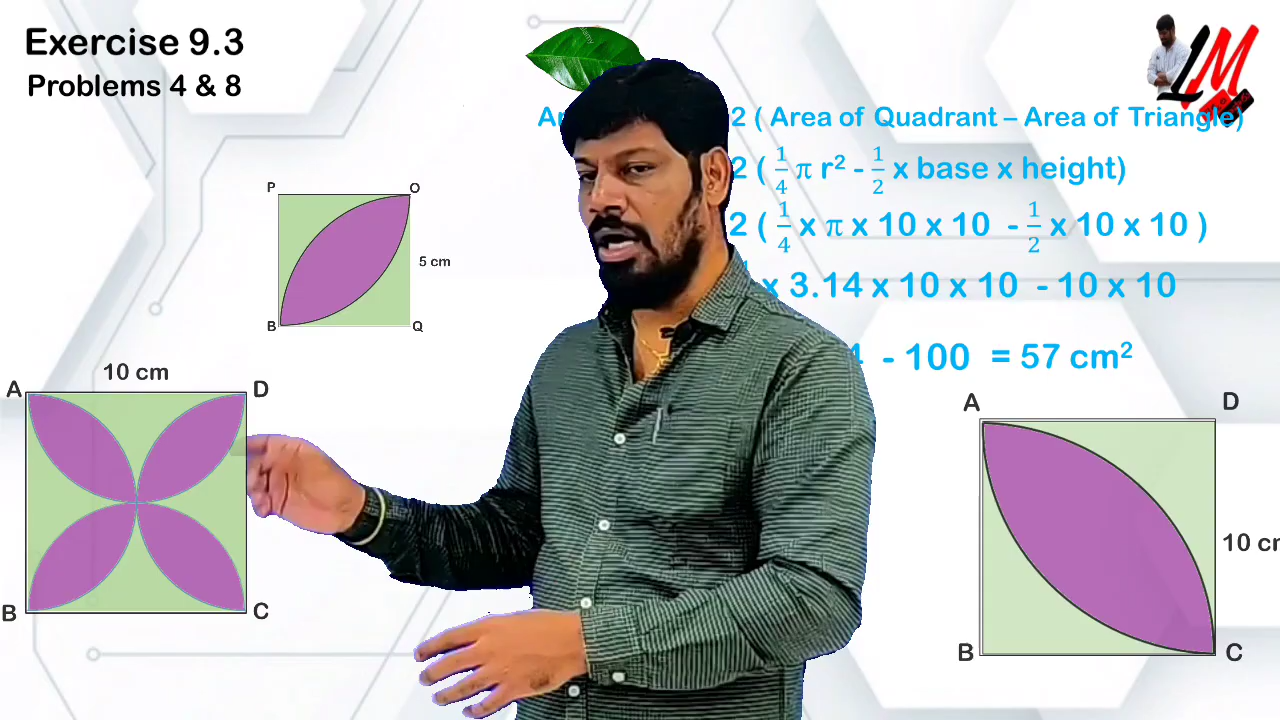 Exercise 9.3
Problems 4 & 8
LM
2 ( Area of Quadrant – Area of Triangle)
2 ( 1/4 π r² - 1/2 x base x height)
2 ( 1/4 x π x 10 x 10 - 1/2 x 10 x 10 )
x 3.14 x 10 x 10 - 10 x 10
4 - 100 = 57 cm²
P O
5 cm
B Q
10 cm
A D
B C
A D
10 cm
B C